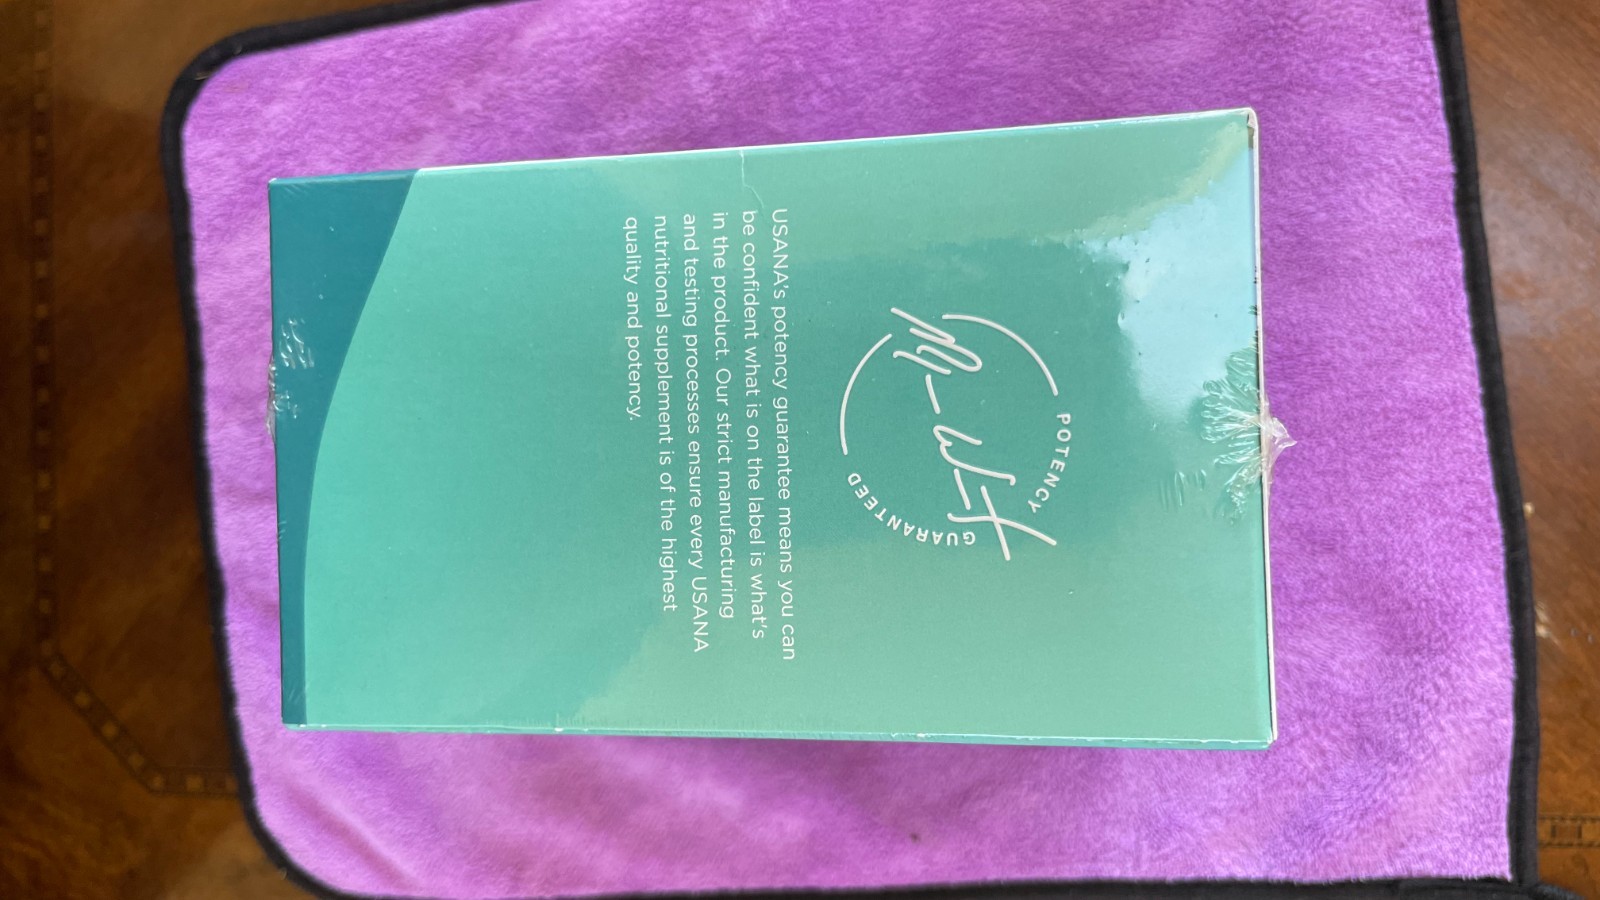 POTENCY
GUARANTEED
USANA's potency guarantee means you can
be confident what is on the label is what's
in the product. Our strict manufacturing
and testing processes ensure every USANA
nutritional supplement is of the highest
quality and potency.